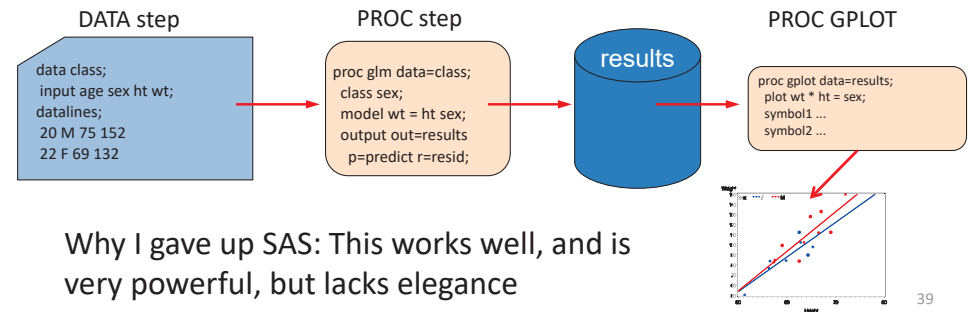 DATA step
PROC step
PROC GPLOT
data class;
input age sex ht wt;
datalines;
20 M 75 152
22 F 69 132
proc glm data=class;
class sex;
model wt = ht sex;
output out=results
p=predict r=resid;
results
proc gplot data=results;
plot wt * ht = sex;
symbol1 ...
symbol2 ...
Weight
F M
Height
Why I gave up SAS: This works well, and is
very powerful, but lacks elegance
39